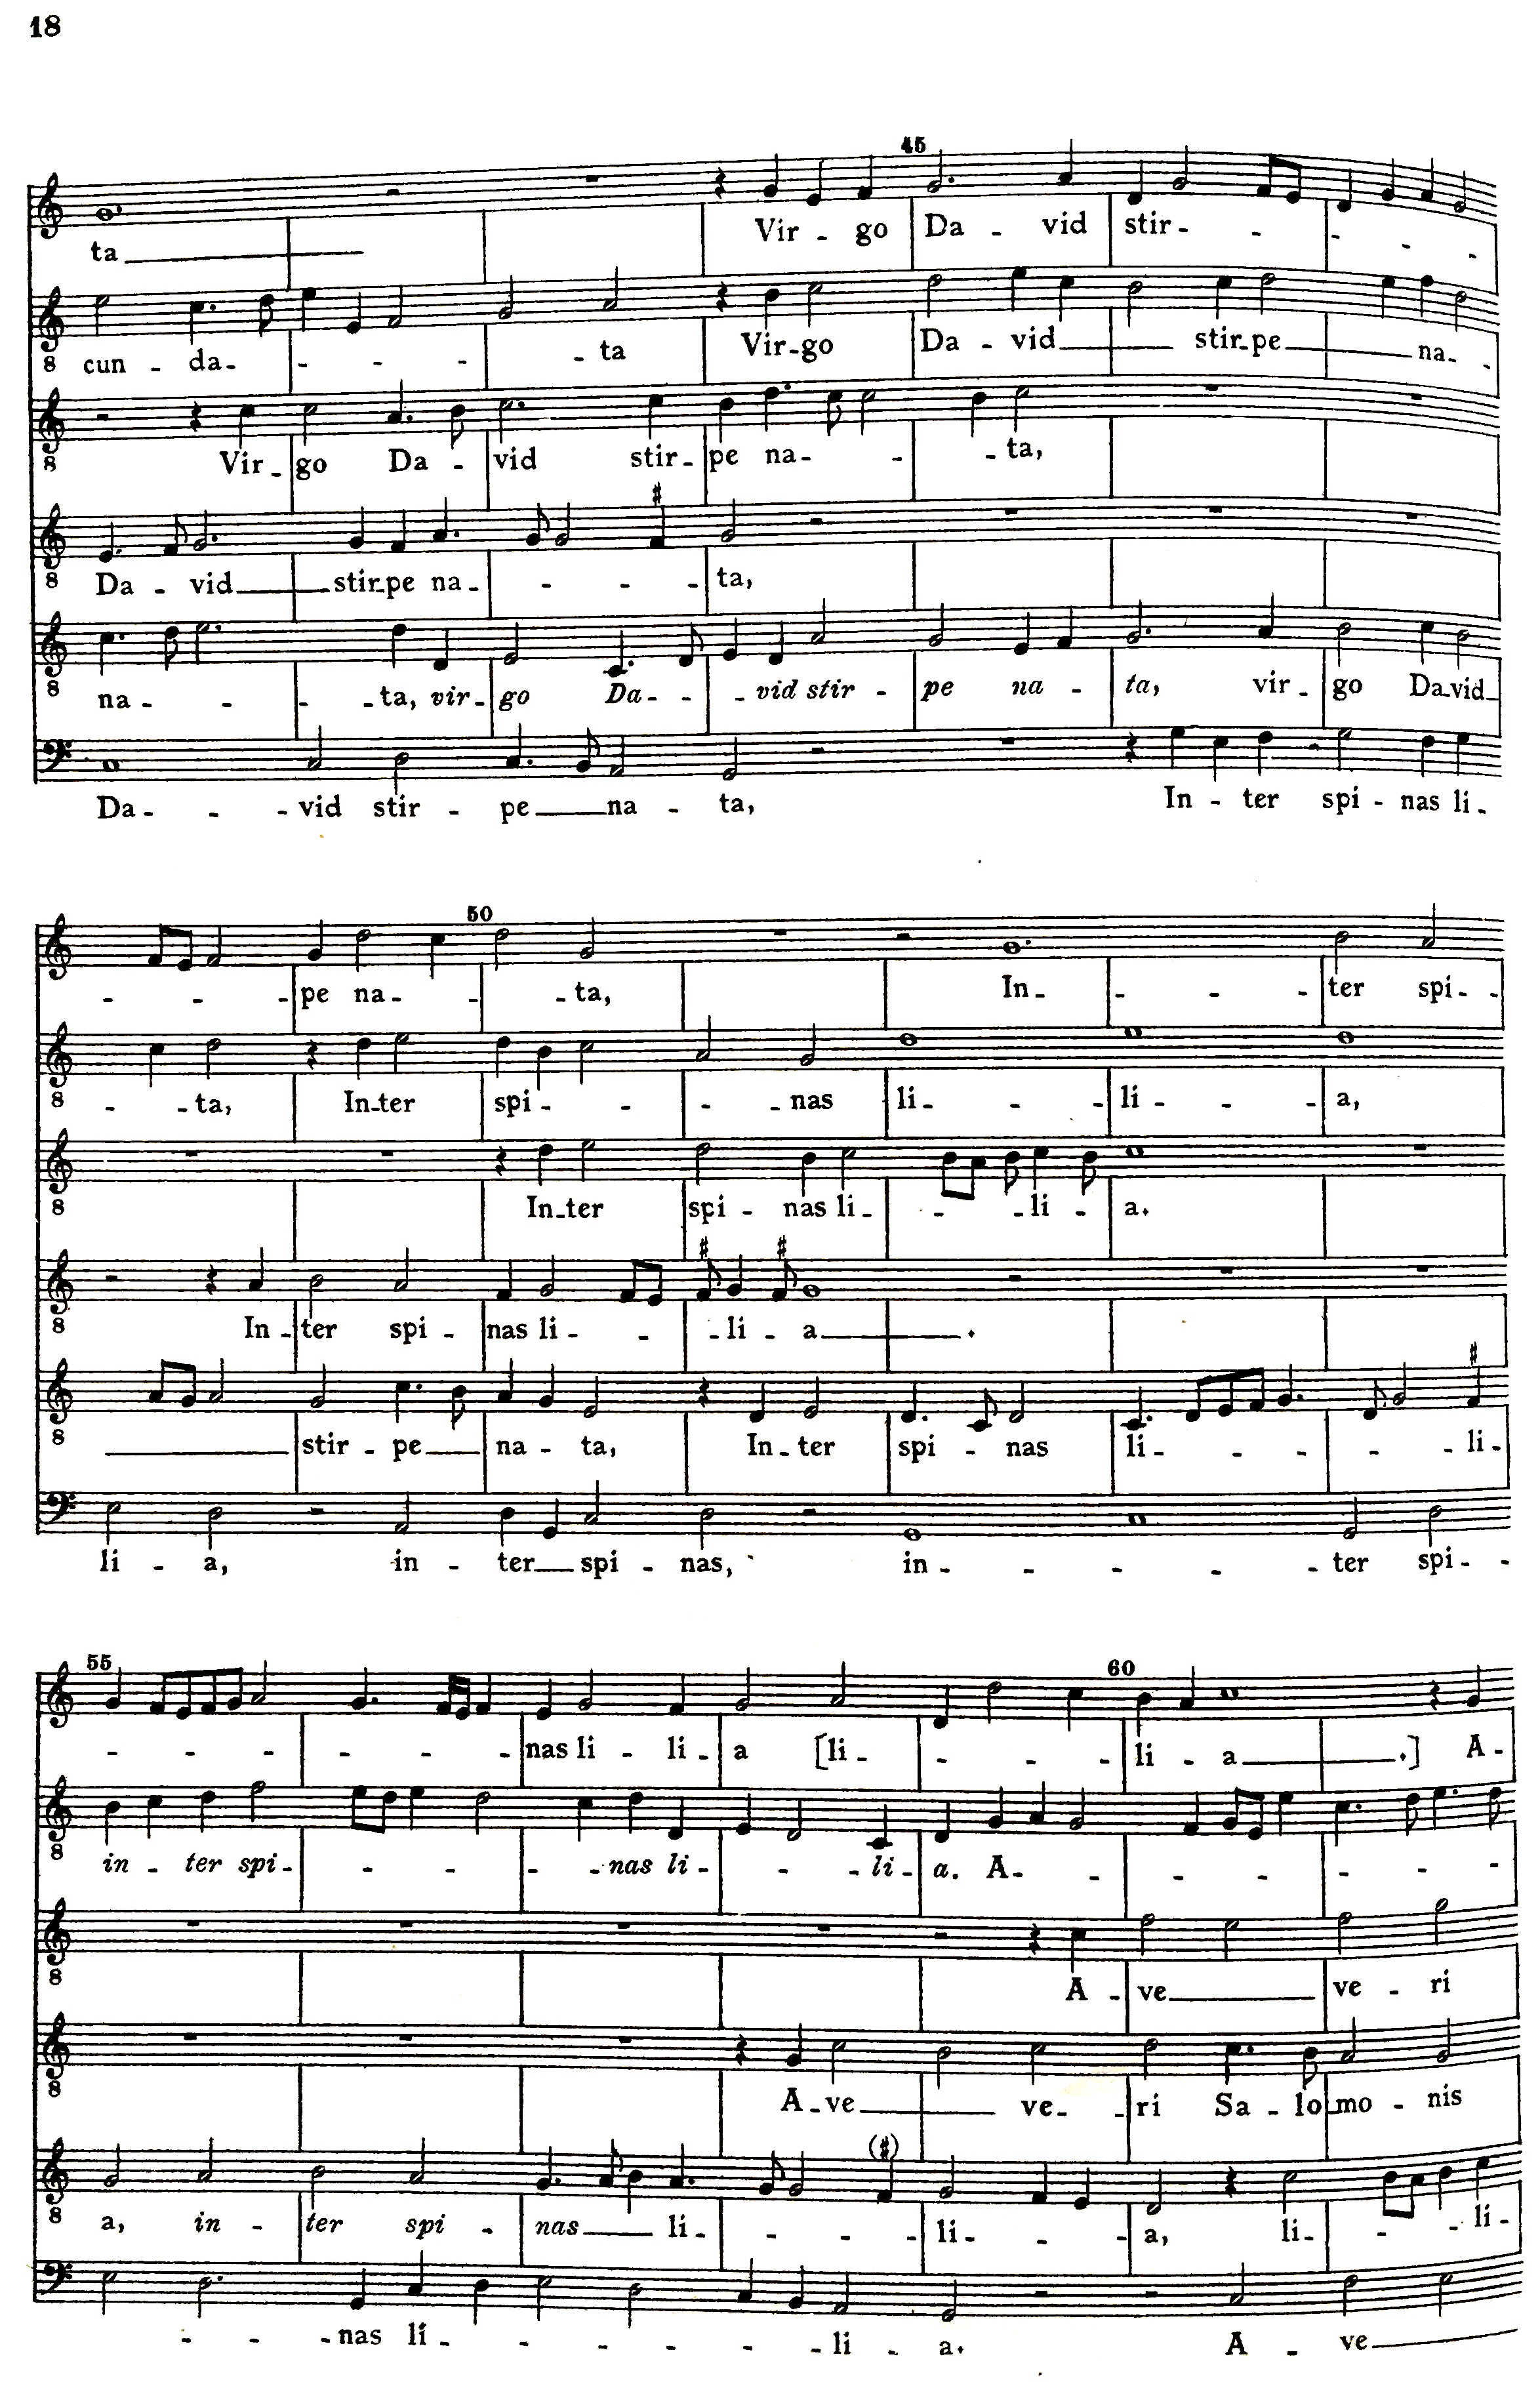 18
45
ta
Vir - go Da - vid stir - - - - -
8 cun - da - - - - - ta Vir - go Da - vid stir - pe na - -
8 Vir - go Da - vid stir - pe na - - - ta,
8 Da - vid stir - pe na - - - - ta,
8 na - - - - ta, vir - go Da - - - vid stir - pe na - ta, vir - go Da - vid
Da - - - vid stir - pe na - ta, In - ter spi - nas li -
50
- - - pe na - - - ta, In - - - - ter spi - -
8 - - ta, In - ter spi - - - - nas li - - - li - - - a,
8 In - ter spi - nas li - - - li - a.
8 In - ter spi - nas li - - - li - a .
8 stir - pe na - ta, In - ter spi - nas li - - - - - li -
li - a, in - ter spi - nas, in - - - - - ter spi - -
55
60
- - - - - - - nas li - li - a [li - - - - li - a .] A -
8 in - ter spi - - - - - - nas li - - - li - a. A - - - - - - -
8 A - ve ve - ri
8 A - ve ve - - ri Sa - lo - mo - nis
8 a, in - ter spi - nas li - - - - li - - - a, li - - - - li -
- - - nas li - - - - - li - a. A - ve